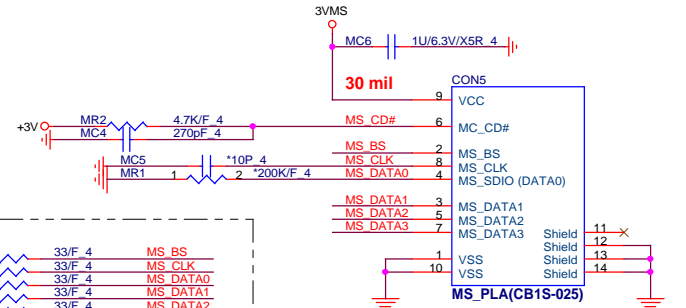 3VMS
MC6 1U/6.3V/X5R_4
30 mil
CON5
9 VCC
+3V MR2 4.7K/F_4 MS_CD# 6 MC_CD#
MC4 270pF_4
MS_BS 2 MS_BS
MC5 *10P_4 MS_CLK 8 MS_CLK
MR1 1 2 *200K/F_4 MS_DATA0 4 MS_SDIO (DATA0)
MS_DATA1 3 MS_DATA1
MS_DATA2 5 MS_DATA2
MS_DATA3 7 MS_DATA3
Shield 11
Shield 12
1 VSS Shield 13
10 VSS Shield 14
MS_PLA(CB1S-025)
33/F_4 MS_BS
33/F_4 MS_CLK
33/F_4 MS_DATA0
33/F_4 MS_DATA1
33/F_4 MS_DATA2